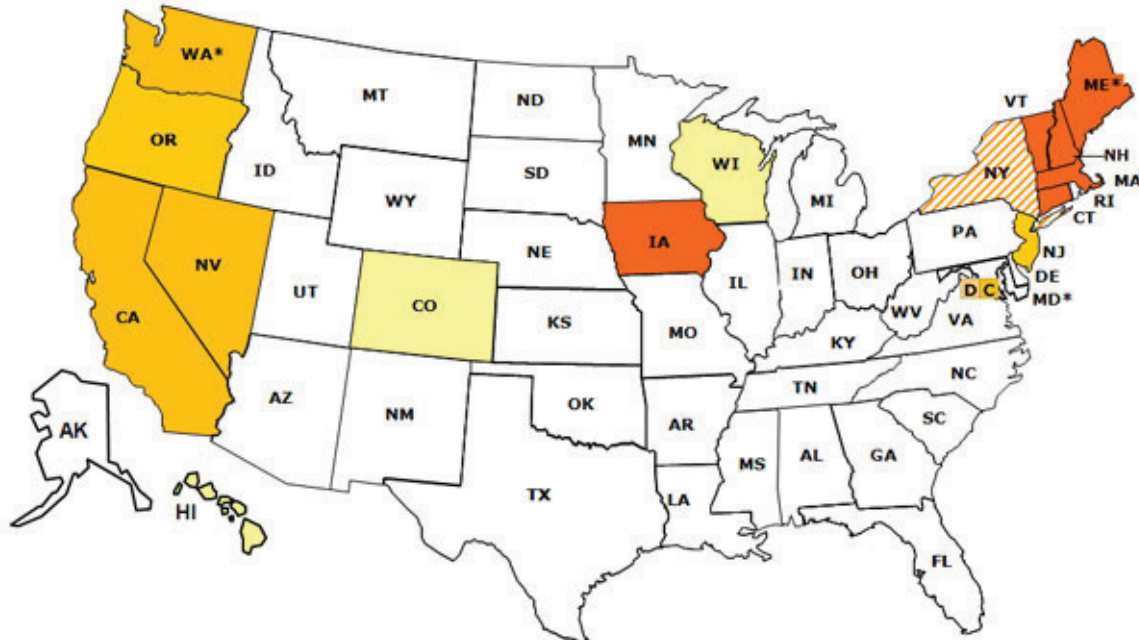 WA*
MT
ND
MN
VT
ME*
OR
ID
SD
WI
NY
NH
MA
WY
MI
RI
CT
IA
PA
NE
NJ
NV
IL
IN
OH
DE
UT
D C
MD*
CA
CO
KS
MO
WV
VA
KY
NC
TN
AZ
NM
OK
AR
SC
AK
MS
AL
GA
TX
LA
HI
FL